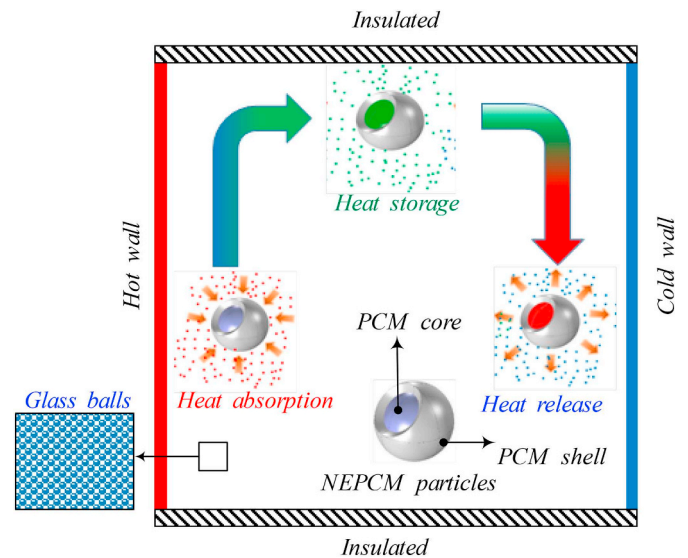 Insulated
Heat storage
Hot wall
Cold wall
PCM core
Glass balls
Heat absorption
Heat release
PCM shell
NEPCM particles
Insulated